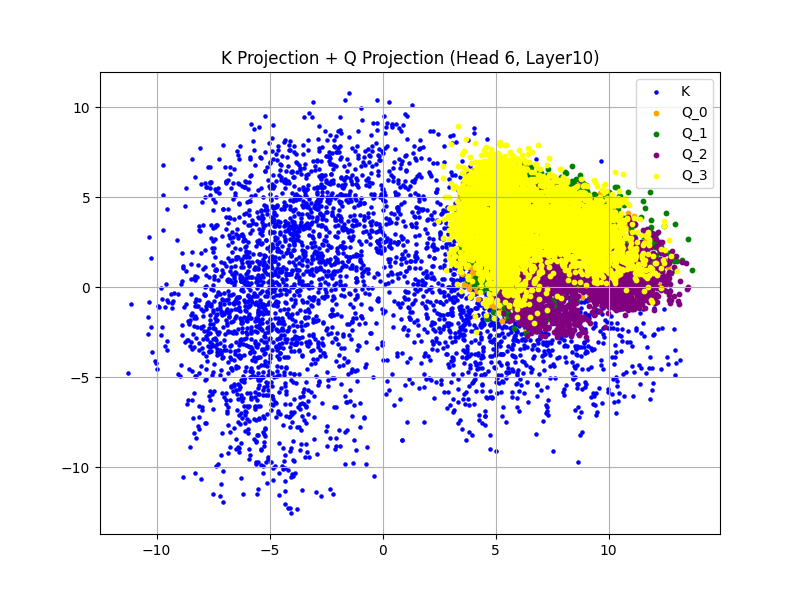 K Projection + Q Projection (Head 6, Layer10)
K
Q_0
Q_1
Q_2
Q_3
10
5
0
−5
−10
−10 −5 0 5 10